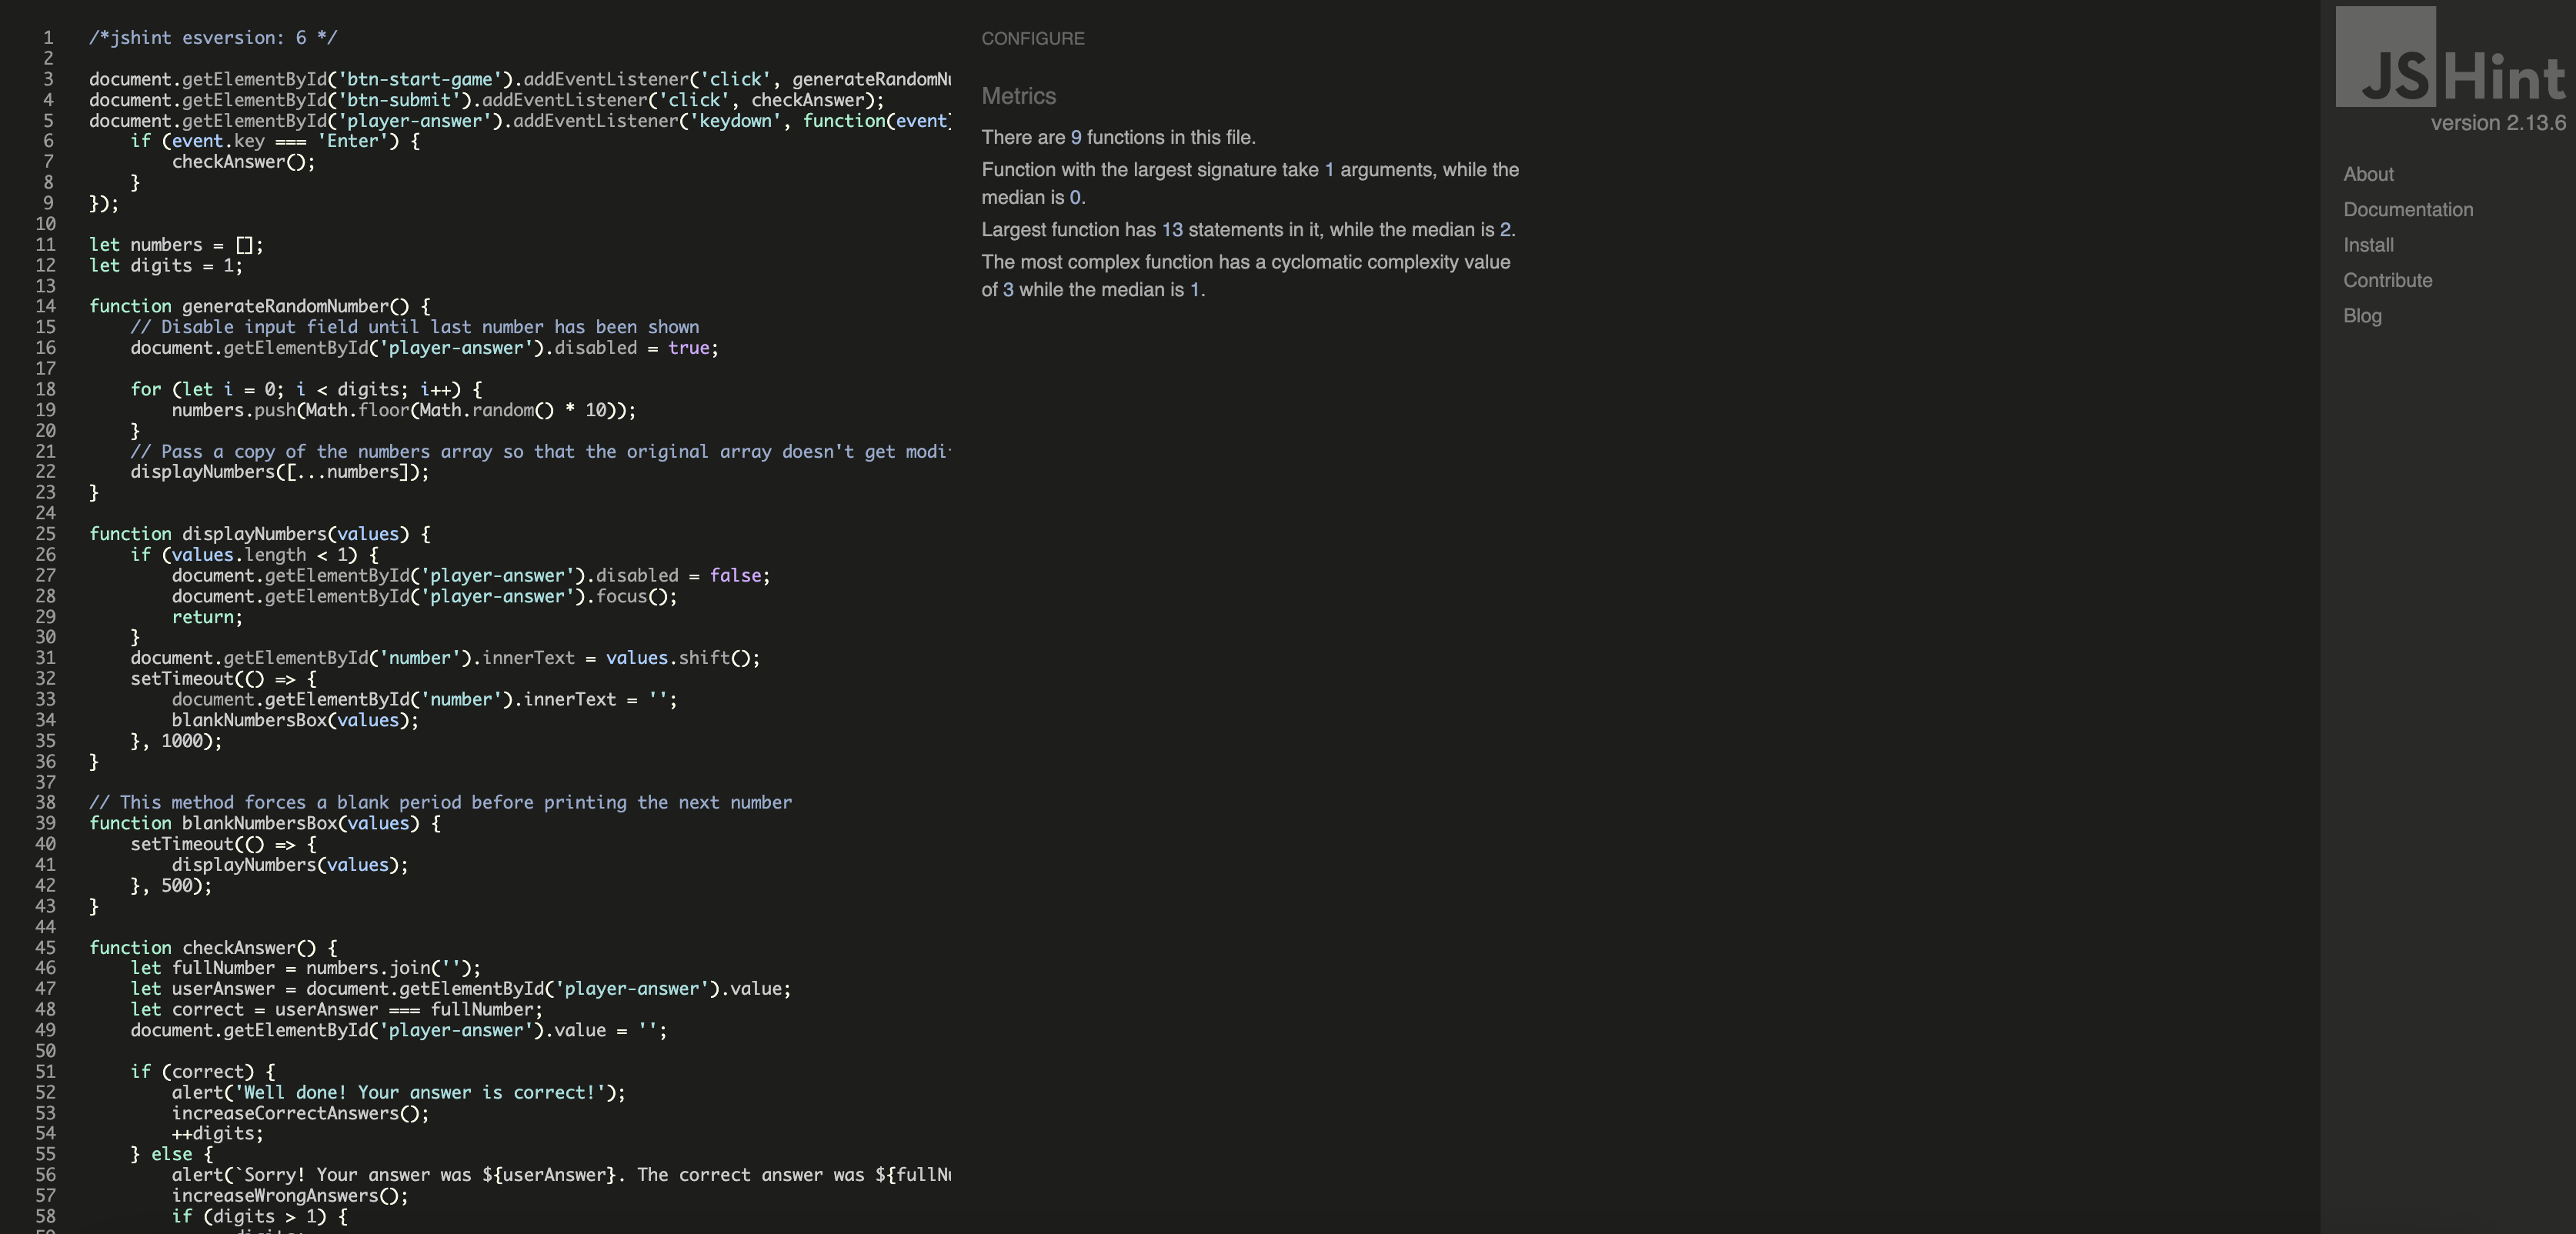 1 /*jshint esversion: 6 */
2
3 document.getElementById('btn-start-game').addEventListener('click', generateRandomNu
4 document.getElementById('btn-submit').addEventListener('click', checkAnswer);
5 document.getElementById('player-answer').addEventListener('keydown', function(event)
6 if (event.key === 'Enter') {
7 checkAnswer();
8 }
9 });
10
11 let numbers = [];
12 let digits = 1;
13
14 function generateRandomNumber() {
15 // Disable input field until last number has been shown
16 document.getElementById('player-answer').disabled = true;
17
18 for (let i = 0; i < digits; i++) {
19 numbers.push(Math.floor(Math.random() * 10));
20 }
21 // Pass a copy of the numbers array so that the original array doesn't get modi
22 displayNumbers([...numbers]);
23 }
24
25 function displayNumbers(values) {
26 if (values.length < 1) {
27 document.getElementById('player-answer').disabled = false;
28 document.getElementById('player-answer').focus();
29 return;
30 }
31 document.getElementById('number').innerText = values.shift();
32 setTimeout(() => {
33 document.getElementById('number').innerText = '';
34 blankNumbersBox(values);
35 }, 1000);
36 }
37
38 // This method forces a blank period before printing the next number
39 function blankNumbersBox(values) {
40 setTimeout(() => {
41 displayNumbers(values);
42 }, 500);
43 }
44
45 function checkAnswer() {
46 let fullNumber = numbers.join('');
47 let userAnswer = document.getElementById('player-answer').value;
48 let correct = userAnswer === fullNumber;
49 document.getElementById('player-answer').value = '';
50
51 if (correct) {
52 alert('Well done! Your answer is correct!');
53 increaseCorrectAnswers();
54 ++digits;
55 } else {
56 alert(`Sorry! Your answer was ${userAnswer}. The correct answer was ${fullNu
57 increaseWrongAnswers();
58 if (digits > 1) {
CONFIGURE
Metrics
There are 9 functions in this file.
Function with the largest signature take 1 arguments, while the
median is 0.
Largest function has 13 statements in it, while the median is 2.
The most complex function has a cyclomatic complexity value
of 3 while the median is 1.
JSHint
version 2.13.6
About
Documentation
Install
Contribute
Blog